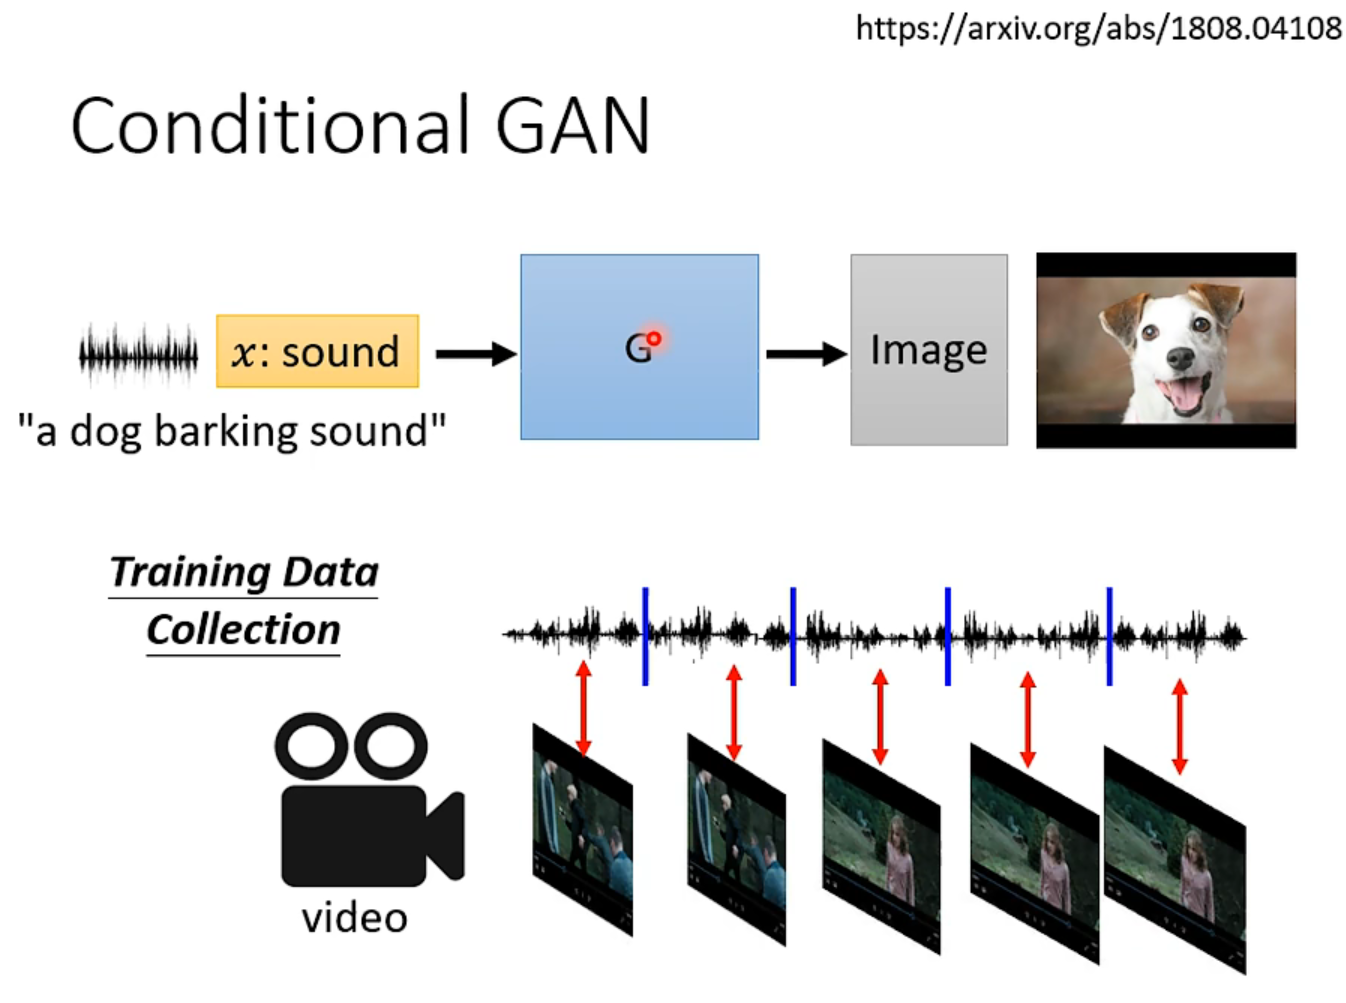 https://arxiv.org/abs/1808.04108
Conditional GAN
x: sound
G
Image
"a dog barking sound"
Training Data
Collection
video